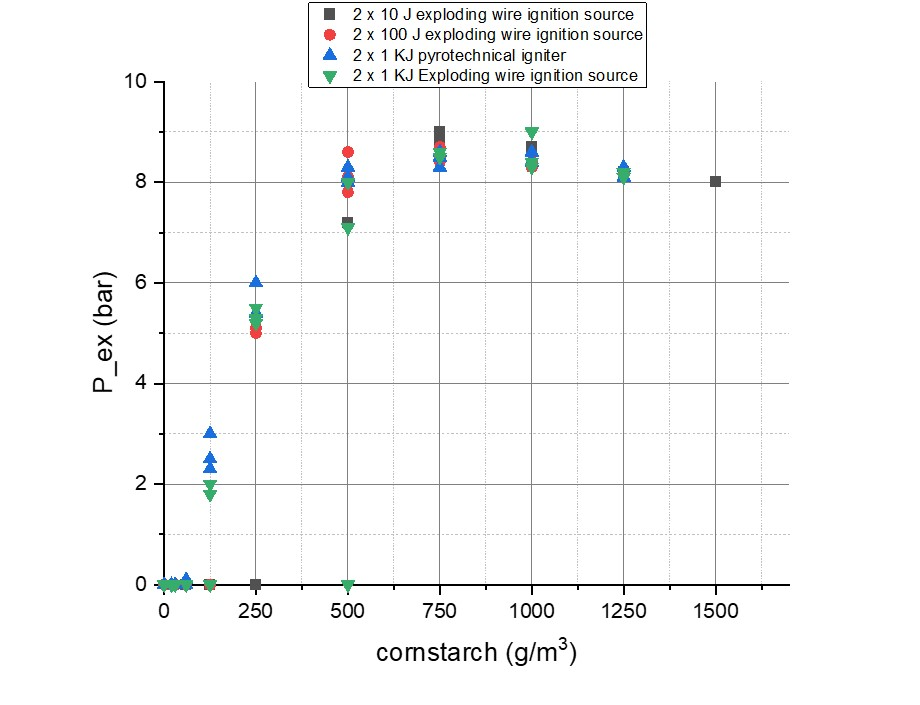 2 x 10 J exploding wire ignition source
2 x 100 J exploding wire ignition source
2 x 1 KJ pyrotechnical igniter
2 x 1 KJ Exploding wire ignition source
10
8
6
4
2
0
P_ex (bar)
0 250 500 750 1000 1250 1500
cornstarch (g/m³)